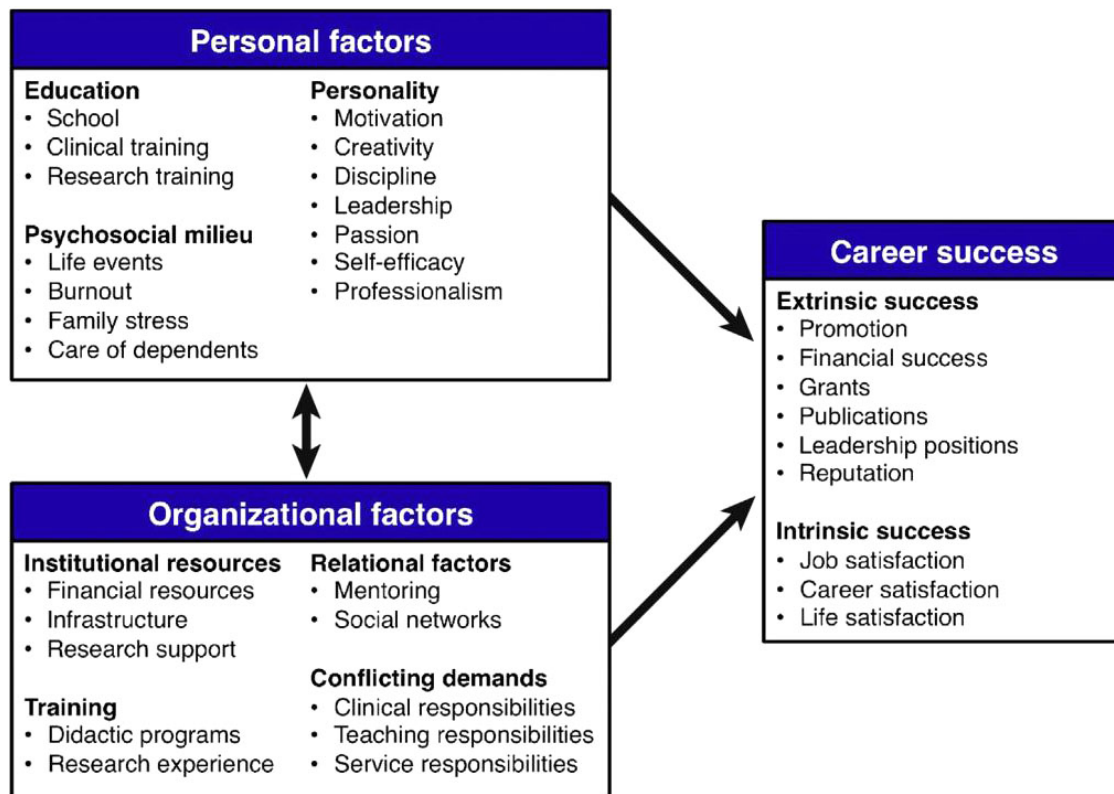 Personal factors
Education
• School
• Clinical training
• Research training
Psychosocial milieu
• Life events
• Burnout
• Family stress
• Care of dependents
Personality
• Motivation
• Creativity
• Discipline
• Leadership
• Passion
• Self-efficacy
• Professionalism
Organizational factors
Institutional resources
• Financial resources
• Infrastructure
• Research support
Training
• Didactic programs
• Research experience
Relational factors
• Mentoring
• Social networks
Conflicting demands
• Clinical responsibilities
• Teaching responsibilities
• Service responsibilities
Career success
Extrinsic success
• Promotion
• Financial success
• Grants
• Publications
• Leadership positions
• Reputation
Intrinsic success
• Job satisfaction
• Career satisfaction
• Life satisfaction